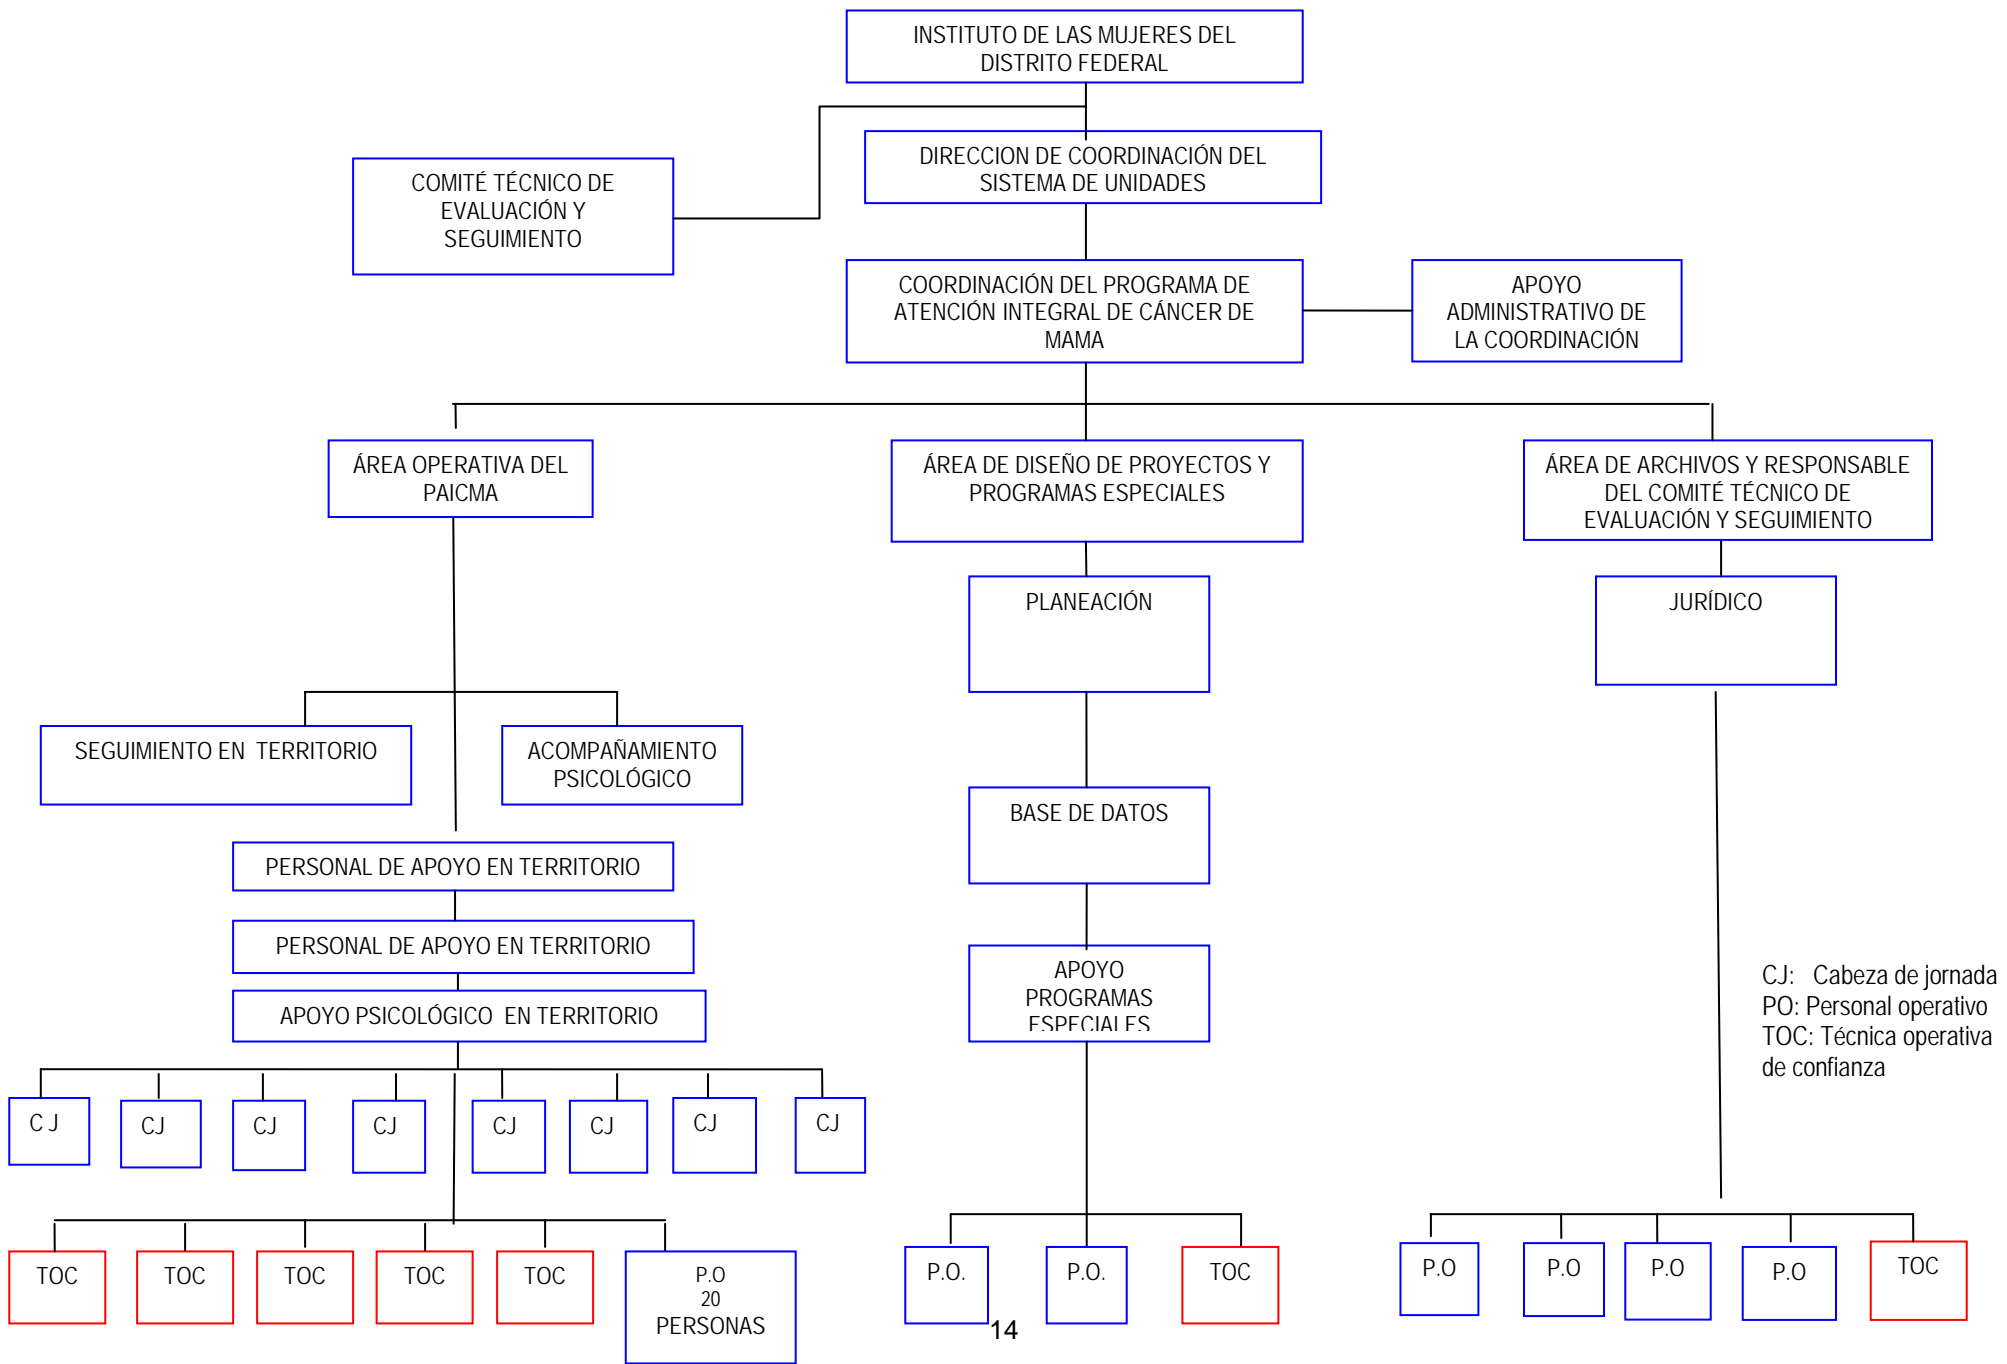 INSTITUTO DE LAS MUJERES DEL
DISTRITO FEDERAL
DIRECCION DE COORDINACIÓN DEL
SISTEMA DE UNIDADES
COMITÉ TÉCNICO DE
EVALUACIÓN Y
SEGUIMIENTO
COORDINACIÓN DEL PROGRAMA DE
ATENCIÓN INTEGRAL DE CÁNCER DE
MAMA
APOYO
ADMINISTRATIVO DE
LA COORDINACIÓN
ÁREA OPERATIVA DEL
PAICMA
ÁREA DE DISEÑO DE PROYECTOS Y
PROGRAMAS ESPECIALES
ÁREA DE ARCHIVOS Y RESPONSABLE
DEL COMITÉ TÉCNICO DE
EVALUACIÓN Y SEGUIMIENTO
PLANEACIÓN
JURÍDICO
SEGUIMIENTO EN  TERRITORIO
ACOMPAÑAMIENTO
PSICOLÓGICO
BASE DE DATOS
PERSONAL DE APOYO EN TERRITORIO
PERSONAL DE APOYO EN TERRITORIO
APOYO PSICOLÓGICO  EN TERRITORIO
APOYO
PROGRAMAS
ESPECIALES
CJ:   Cabeza de jornada
PO: Personal operativo
TOC: Técnica operativa
de confianza
C J
CJ
CJ
CJ
CJ
CJ
CJ
CJ
TOC
TOC
TOC
TOC
TOC
P.O
20
PERSONAS
P.O.
P.O.
TOC
P.O
P.O
P.O
P.O
TOC
14